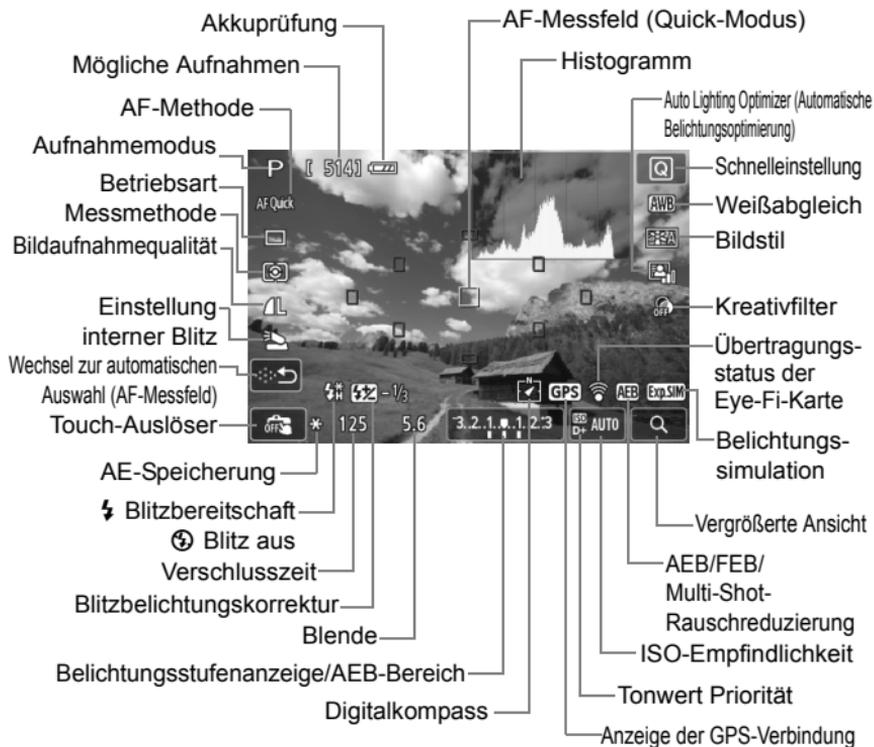 Akkuprüfung
Mögliche Aufnahmen
AF-Methode
Aufnahmemodus
Betriebsart
Messmethode
Bildaufnahmequalität
Einstellung
interner Blitz
Wechsel zur automatischen
Auswahl (AF-Messfeld)
Touch-Auslöser
AE-Speicherung
Blitzbereitschaft
Blitz aus
Verschlusszeit
Blitzbelichtungskorrektur
Blende
Belichtungsstufenanzeige/AEB-Bereich
Digitalkompass
AF-Messfeld (Quick-Modus)
Histogramm
Auto Lighting Optimizer (Automatische
Belichtungsoptimierung)
Schnelleinstellung
Weißabgleich
Bildstil
Kreativfilter
Übertragungs-
status der
Eye-Fi-Karte
Belichtungs-
simulation
Vergrößerte Ansicht
AEB/FEB/
Multi-Shot-
Rauschreduzierung
ISO-Empfindlichkeit
Tonwert Priorität
Anzeige der GPS-Verbindung
P [ 514]
Q
AF Quick
AWB
L
OFF
H -1/3
N
GPS AEB Exp.SIM
OFF * 125 5.6 -3..2..1..0..1..2.:3 ISO D+ AUTO